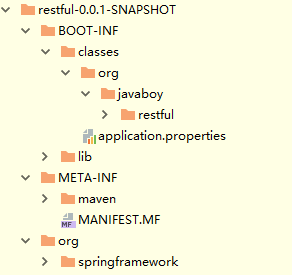 restful-0.0.1-SNAPSHOT
BOOT-INF
classes
org
javaboy
restful
application.properties
lib
META-INF
maven
MF MANIFEST.MF
org
springframework